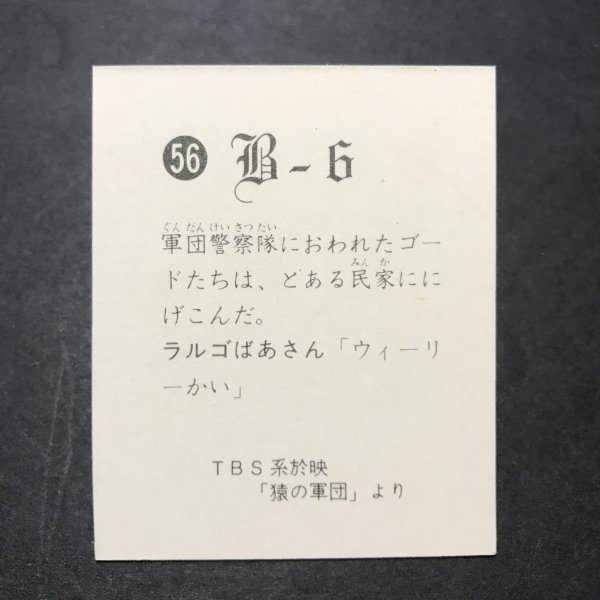 56 B-6
ぐんだんけいさつたい
軍団警察隊におわれたゴー
みんか
ドたちは、とある民家にに
げこんだ。
ラルゴばあさん「ウィーリ
ーかい」
TBS系於映
「猿の軍団」より